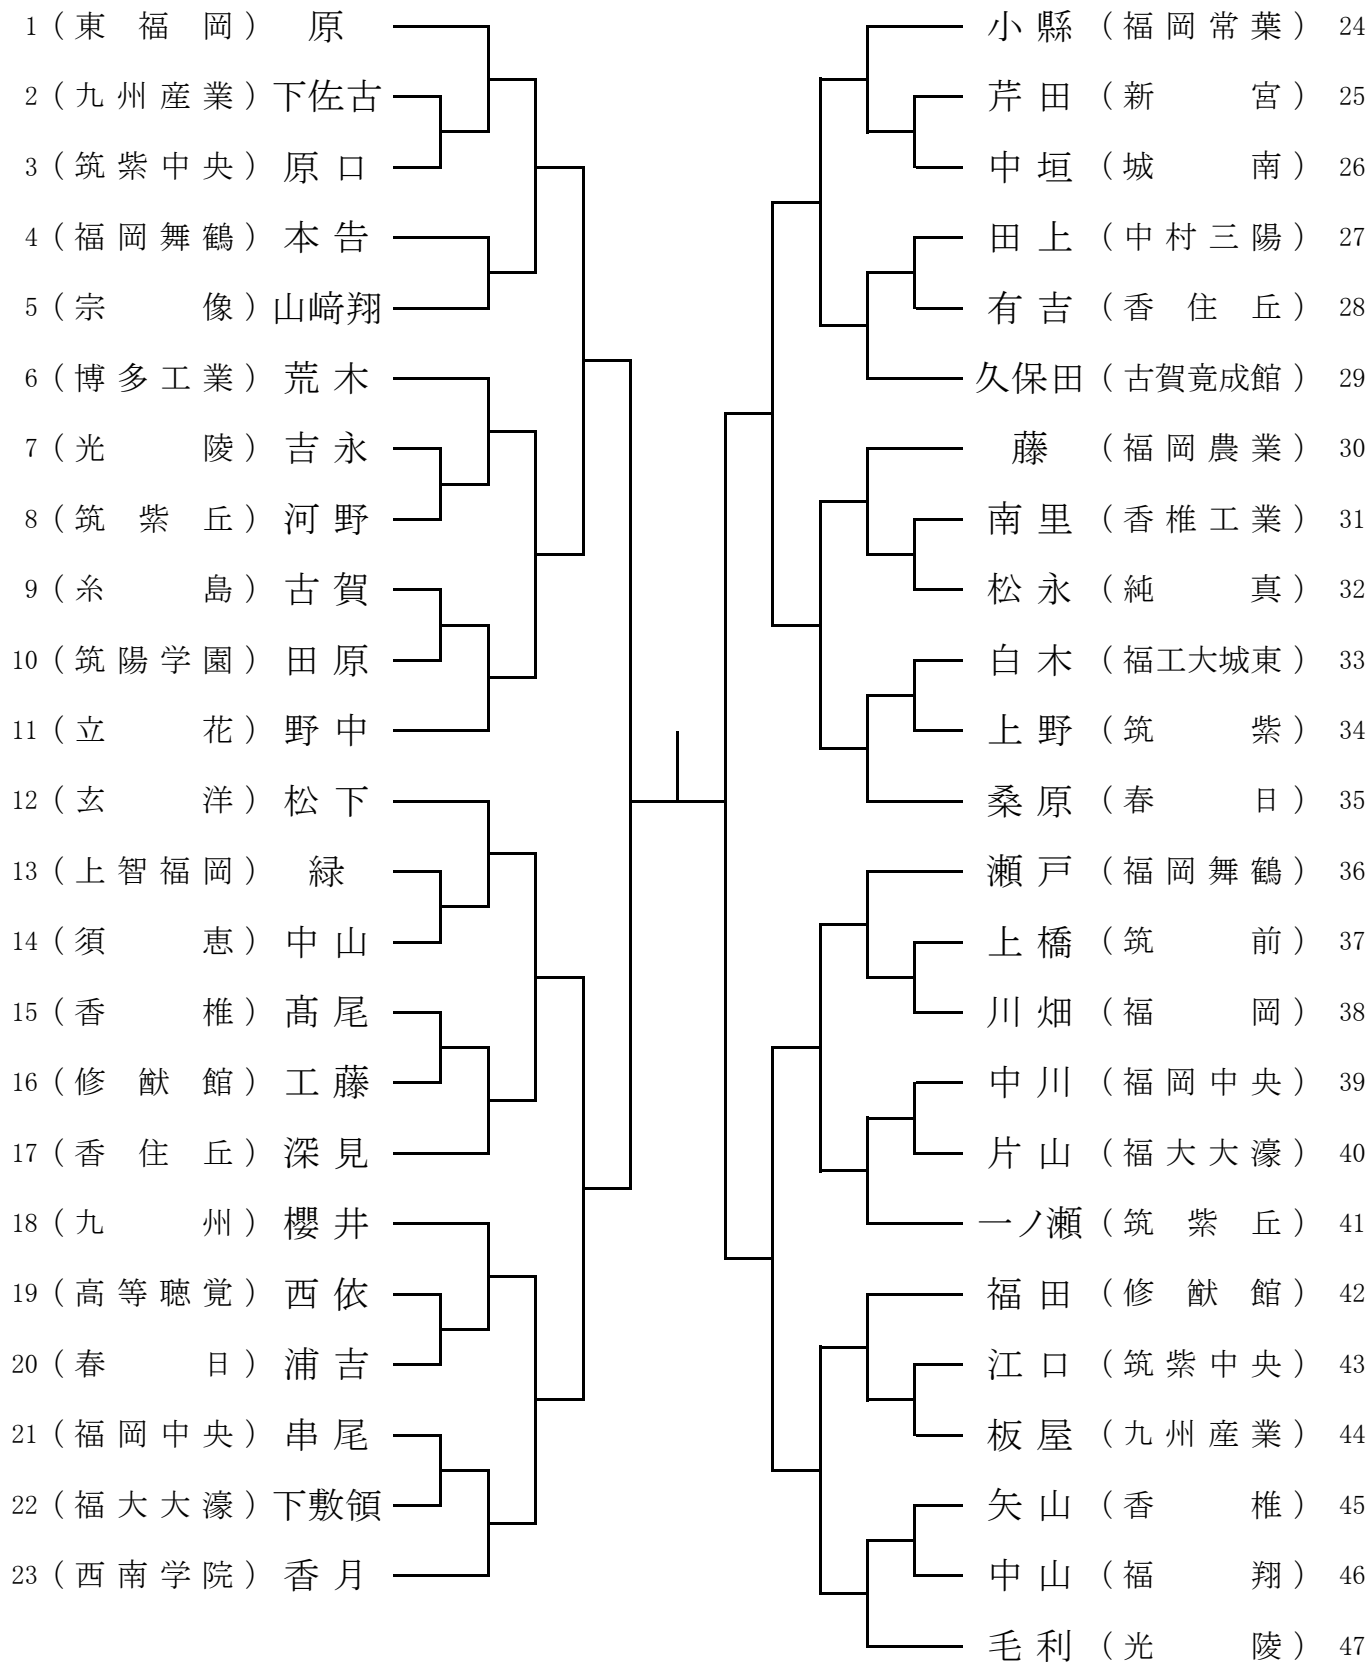 1 （東福岡） 原
2 （九州産業） 下佐古
3 （筑紫中央） 原口
4 （福岡舞鶴） 本告
5 （宗像） 山﨑翔
6 （博多工業） 荒木
7 （光陵） 吉永
8 （筑紫丘） 河野
9 （糸島） 古賀
10 （筑陽学園） 田原
11 （立花） 野中
12 （玄洋） 松下
13 （上智福岡） 緑
14 （須恵） 中山
15 （香椎） 髙尾
16 （修猷館） 工藤
17 （香住丘） 深見
18 （九州） 櫻井
19 （高等聴覚） 西依
20 （春日） 浦吉
21 （福岡中央） 串尾
22 （福大大濠） 下敷領
23 （西南学院） 香月
小縣 （福岡常葉） 24
芹田 （新宮） 25
中垣 （城南） 26
田上 （中村三陽） 27
有吉 （香住丘） 28
久保田 （古賀竟成館） 29
藤 （福岡農業） 30
南里 （香椎工業） 31
松永 （純真） 32
白木 （福工大城東） 33
上野 （筑紫） 34
桑原 （春日） 35
瀬戸 （福岡舞鶴） 36
上橋 （筑前） 37
川畑 （福岡） 38
中川 （福岡中央） 39
片山 （福大大濠） 40
一ノ瀬 （筑紫丘） 41
福田 （修猷館） 42
江口 （筑紫中央） 43
板屋 （九州産業） 44
矢山 （香椎） 45
中山 （福翔） 46
毛利 （光陵） 47